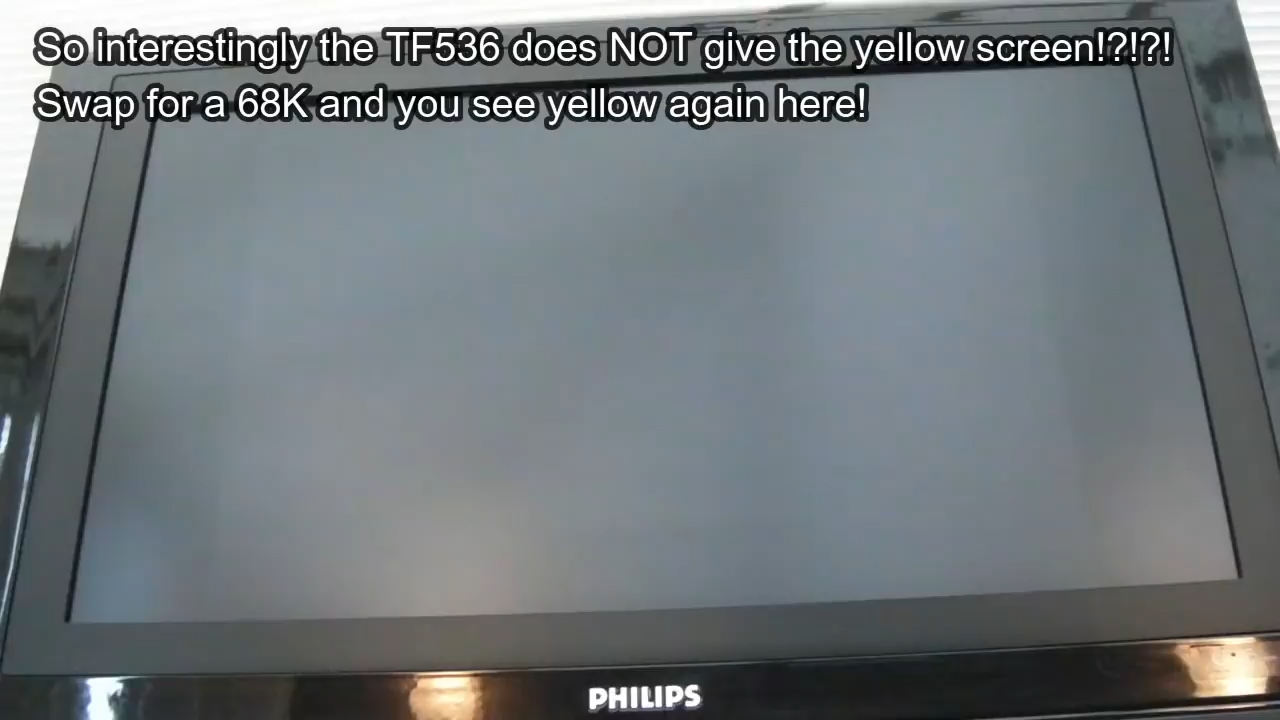 So interestingly the TF536 does NOT give the yellow screen!?!?!
Swap for a 68K and you see yellow again here!
PHILIPS